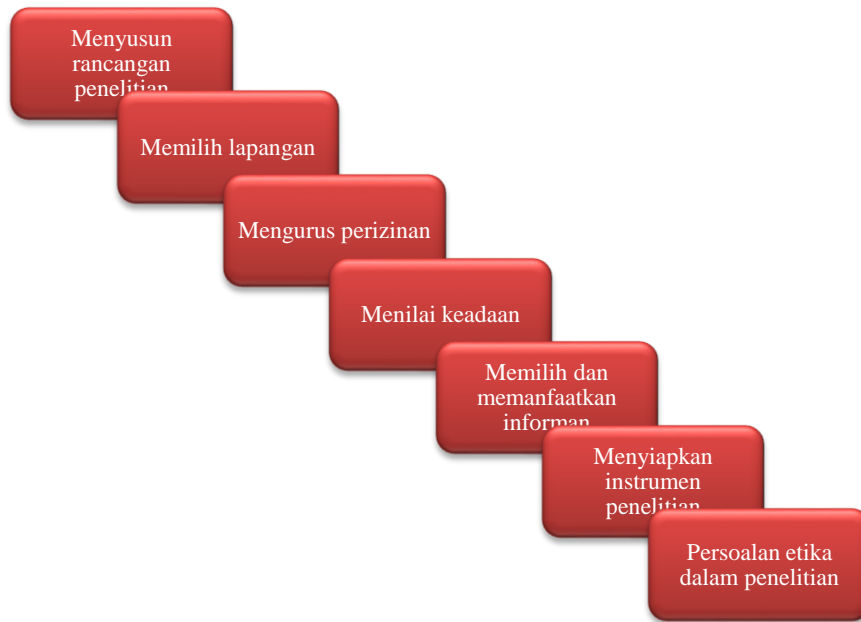 Menyusun
rancangan
penelitian
Memilih lapangan
Mengurus perizinan
Menilai keadaan
Memilih dan
memanfaatkan
informan
Menyiapkan
instrumen
penelitian
Persoalan etika
dalam penelitian